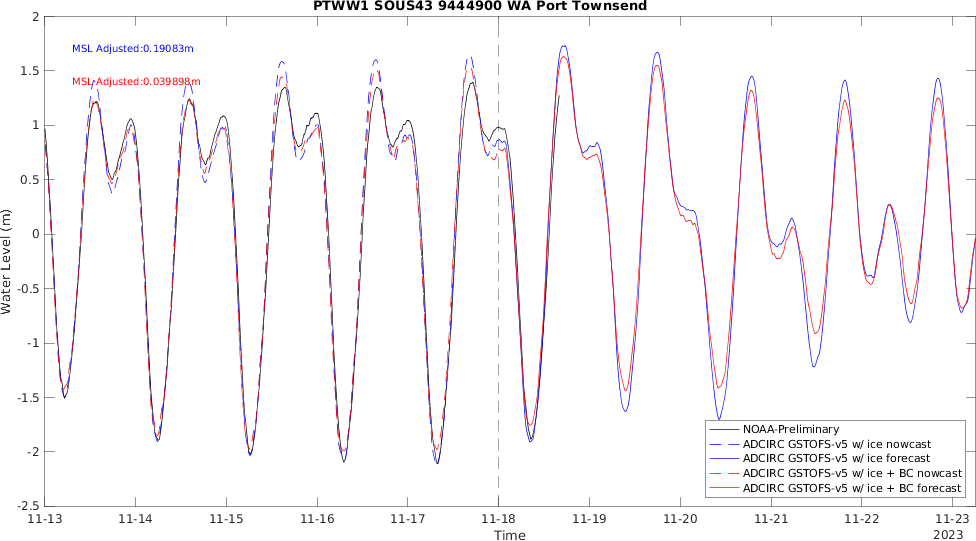 PTWW1 SOUS43 9444900 WA Port Townsend
2
1.5
1
0.5
0
-0.5
-1
-1.5
-2
-2.5
Water Level (m)
MSL Adjusted:0.19083m
MSL Adjusted:0.039898m
NOAA-Preliminary
ADCIRC GSTOFS-v5 w/ ice nowcast
ADCIRC GSTOFS-v5 w/ ice forecast
ADCIRC GSTOFS-v5 w/ ice + BC nowcast
ADCIRC GSTOFS-v5 w/ ice + BC forecast
11-13 11-14 11-15 11-16 11-17 11-18 11-19 11-20 11-21 11-22 11-23
2023
Time